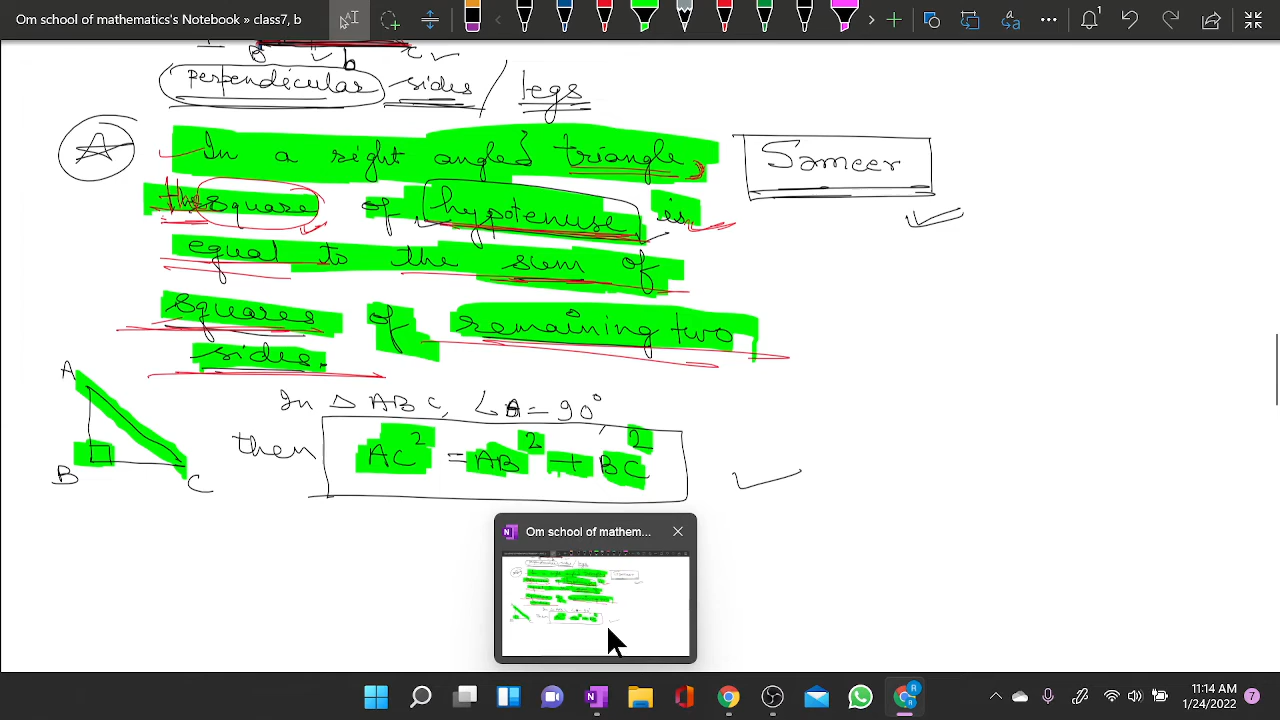 Om school of mathematics's Notebook » class7, b
B b c
perpendicular sides / legs
A In a right angled triangle, Sameer
the square of hypotenuse is
equal to the sum of
squares of remaining two
sides.
A
In △ ABC, ∠A = 90°
then AC² = AB² + BC²
B C
Om school of mathem...
1:14 AM
1/24/2022
7